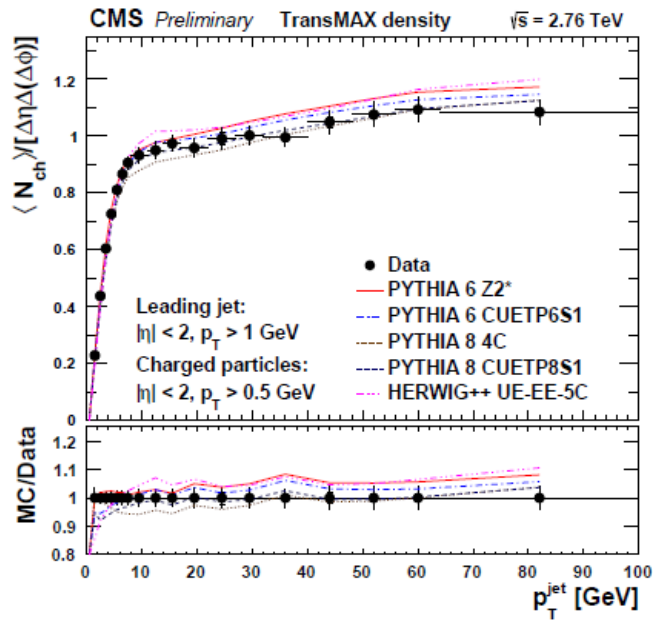 CMS Preliminary TransMAX density √s = 2.76 TeV
⟨ N_ch ⟩/[Δη Δ(Δφ)]
1.2
1
0.8
0.6
0.4
0.2
0
Data
PYTHIA 6 Z2*
PYTHIA 6 CUETP6S1
PYTHIA 8 4C
PYTHIA 8 CUETP8S1
HERWIG++ UE-EE-5C
Leading jet:
|η| < 2, p_T > 1 GeV
Charged particles:
|η| < 2, p_T > 0.5 GeV
MC/Data
1.2
1.1
1.0
0.9
0.8
0 10 20 30 40 50 60 70 80 90 100
p_T^jet [GeV]